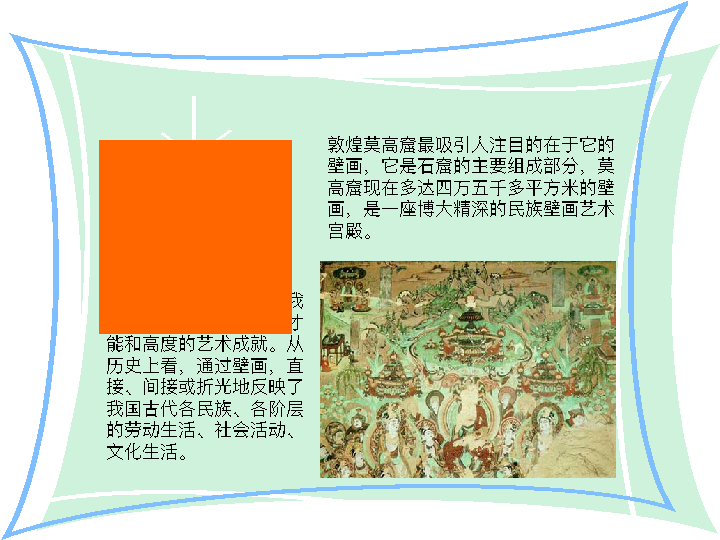 敦煌莫高窟最吸引人注目的在于它的
壁画，它是石窟的主要组成部分，莫
高窟现在多达四万五千多平方米的壁
画，是一座博大精深的民族壁画艺术
宫殿。
我
才
能和高度的艺术成就。从
历史上看，通过壁画，直
接、间接或折光地反映了
我国古代各民族、各阶层
的劳动生活、社会活动、
文化生活。